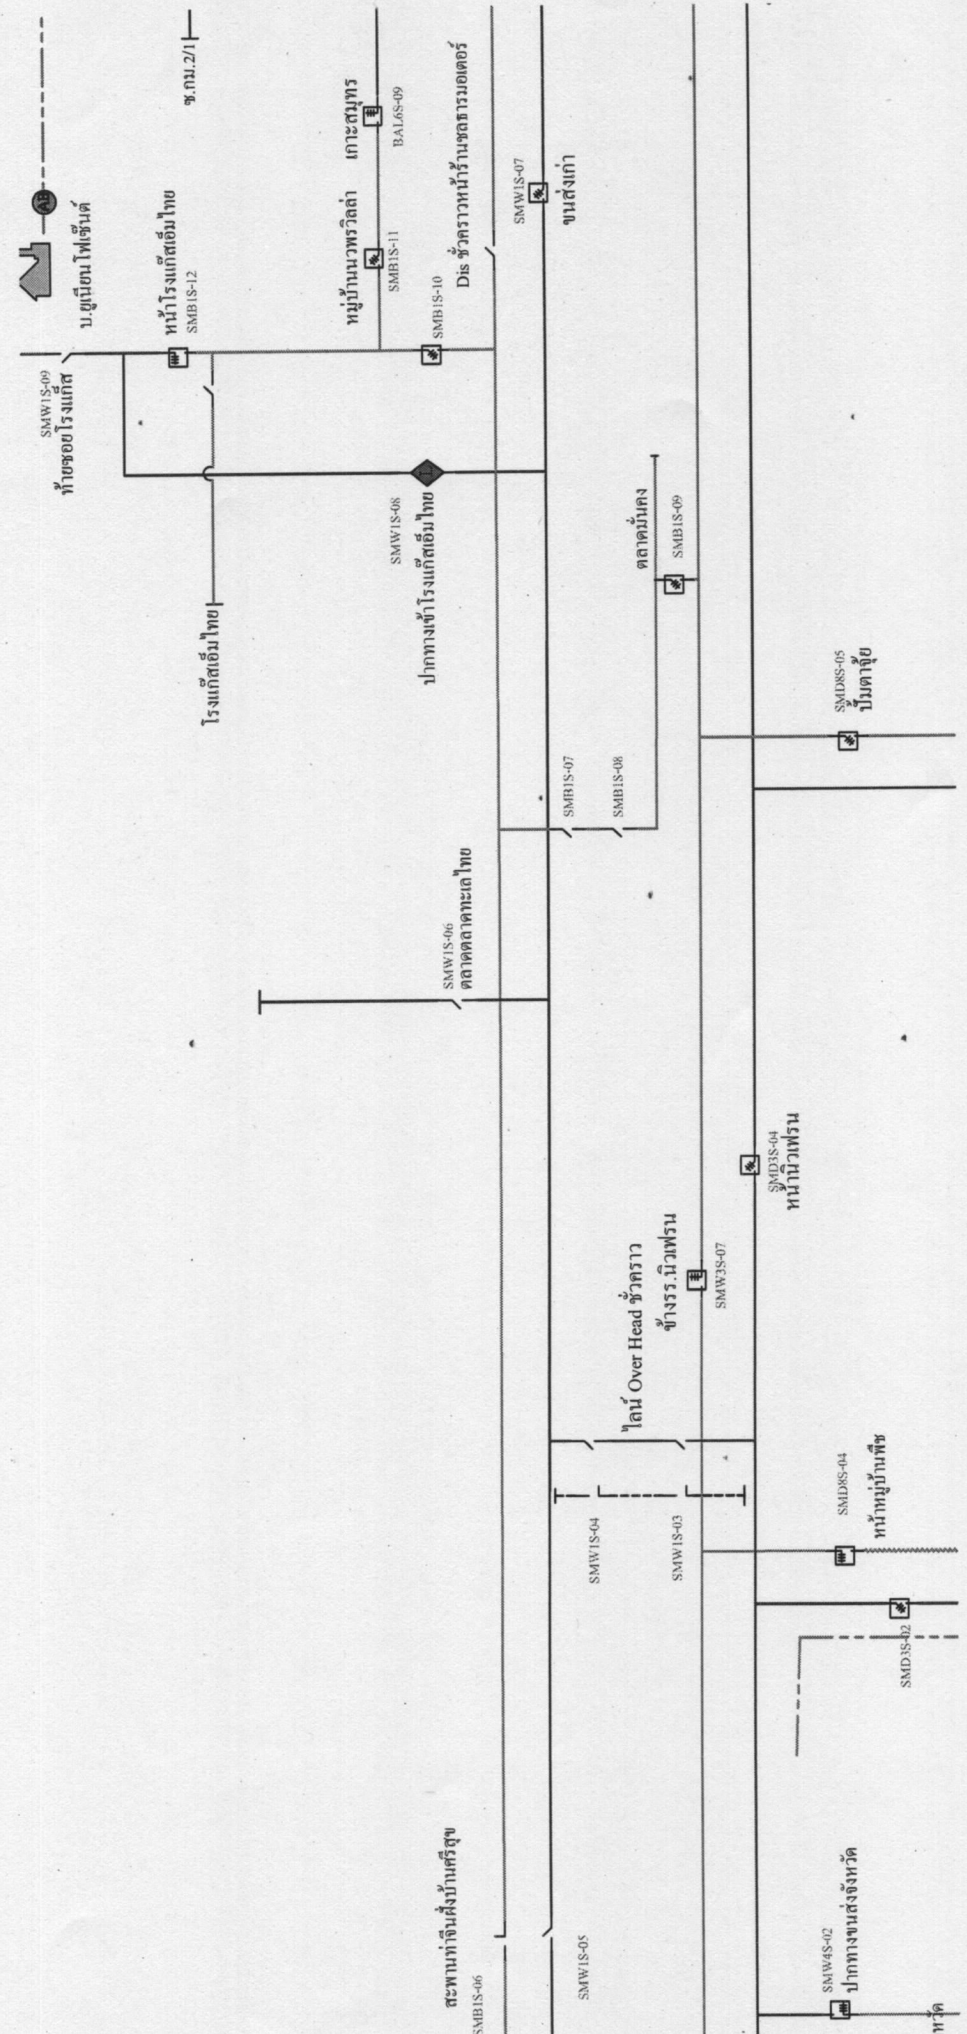 ซ.กม.2/1
AB
บ.ยูเนียนโฟเซ็นต์
หน้าโรงแก๊สเอ็มไทย
SMB1S-12
SMW1S-09
ท้ายซอยโรงแก๊ส
เกาะสมุทร
BAL6S-09
หมู่บ้านนวพรวิลล่า
SMB1S-11
SMB1S-10
Dis ชั่วคราวหน้าร้านชลธารมอเตอร์
SMW1S-07
ขนส่งเก่า
โรงแก๊สเอ็มไทย
SMW1S-08
ปากทางเข้าโรงแก๊สเอ็มไทย
L
ตลาดมั่นคง
SMB1S-09
SMD8S-05
ปั๊มตาจุ้ย
SMB1S-07
SMB1S-08
SMW1S-06
ตลาดตลาดทะเลไทย
SMD3S-04
หน้านิวเฟรน
ไลน์ Over Head ชั่วคราว
ข้างรร.นิวเฟรน
SMW3S-07
SMW1S-04
SMW1S-03
SMD8S-04
หน้าหมู่บ้านพีช
SMD3S-02
สะพานท่าจีนฝั่งบ้านศรีสุข
SMB1S-06
SMW1S-05
SMW4S-02
ปากทางขนส่งจังหวัด
หวัด